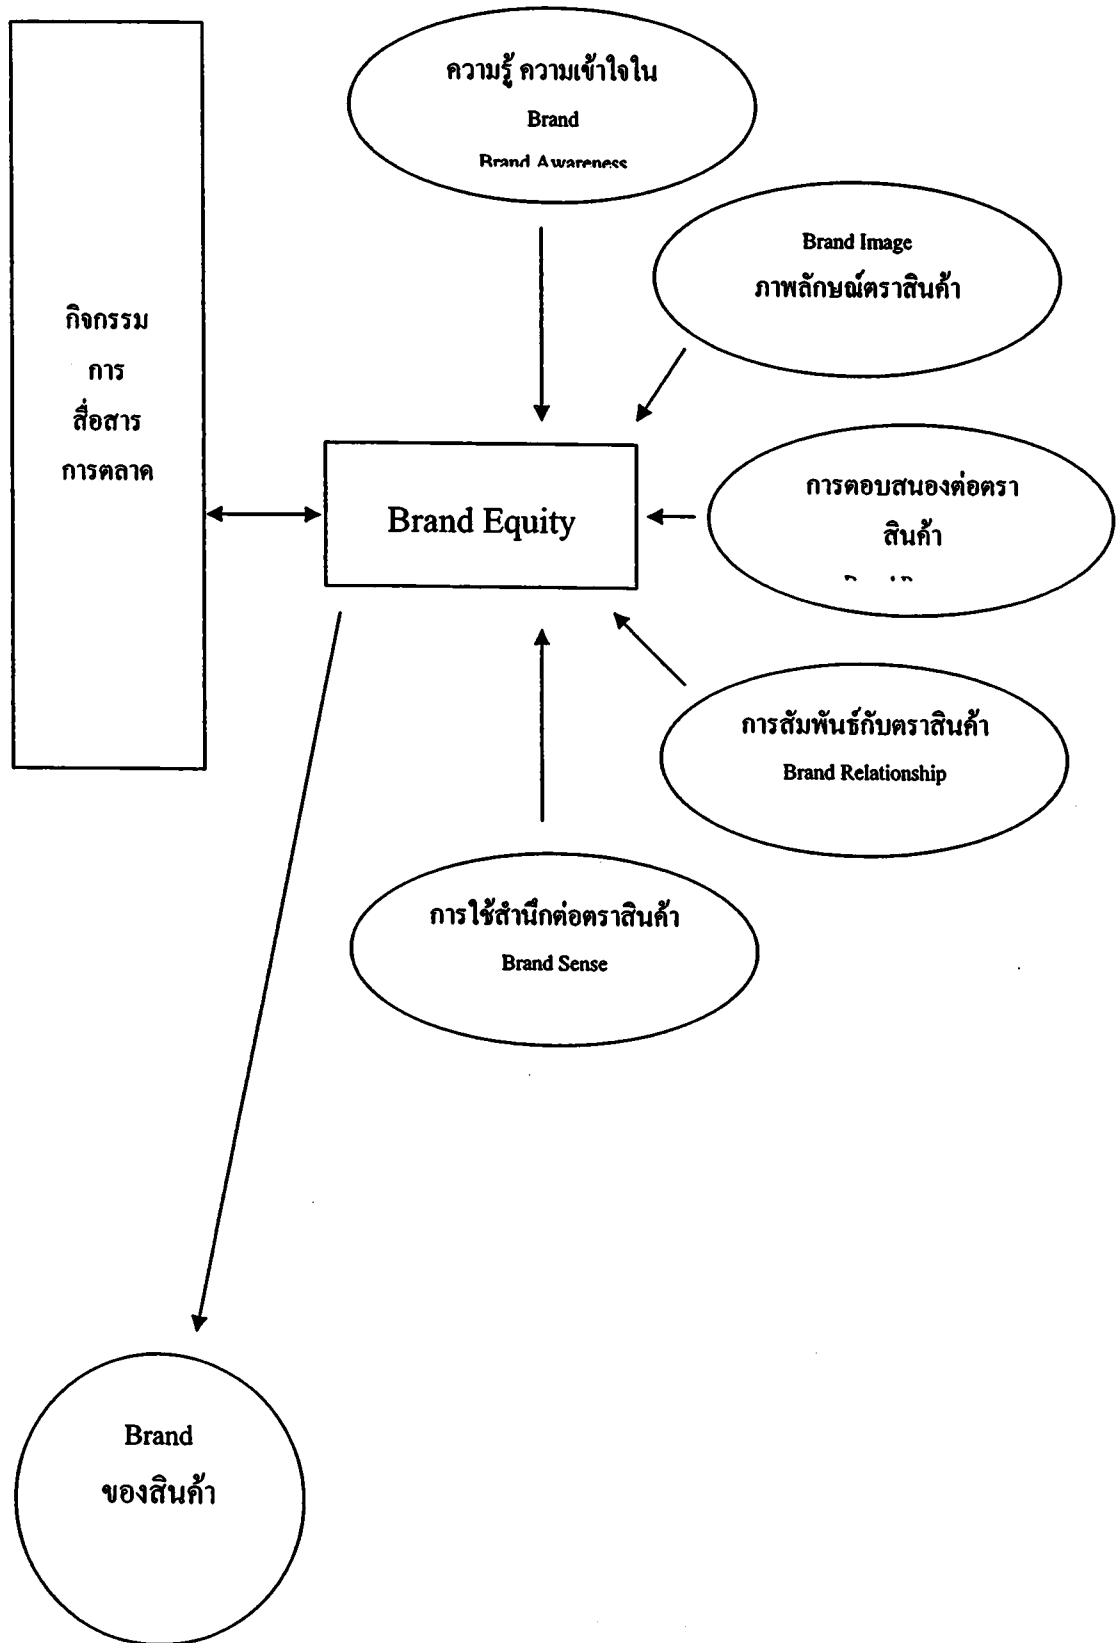 ความรู้ ความเข้าใจใน
Brand
Brand Awareness
Brand Image
ภาพลักษณ์ตราสินค้า
กิจกรรม
การ
สื่อสาร
การตลาด
Brand Equity
การตอบสนองต่อตรา
สินค้า
การสัมพันธ์กับตราสินค้า
Brand Relationship
การใช้สำนึกต่อตราสินค้า
Brand Sense
Brand
ของสินค้า